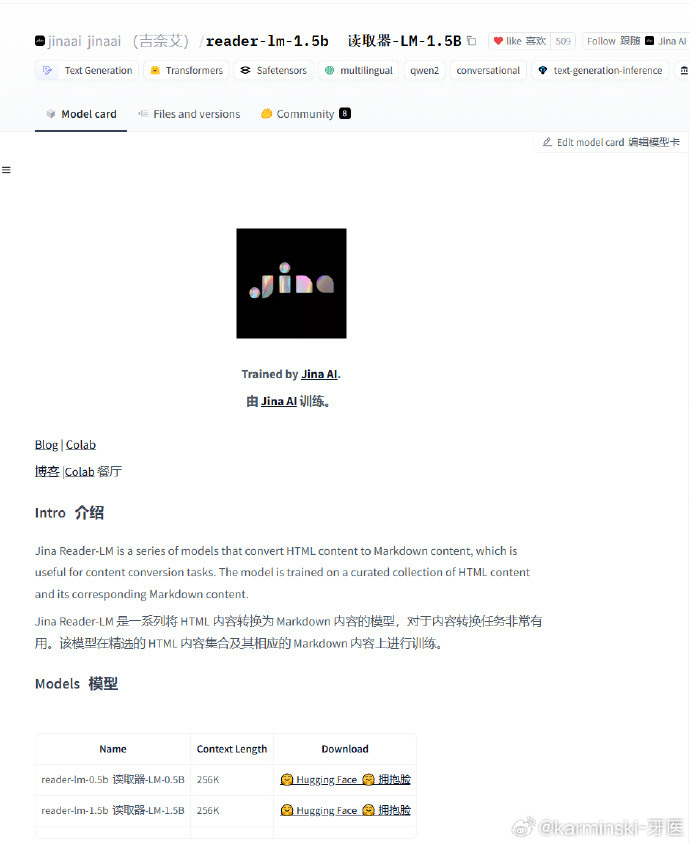 jinaai jinaai （吉奈艾） /reader-lm-1.5b 读取器-LM-1.5B like 喜欢 509 Follow 跟随 Jina AI
Text Generation Transformers Safetensors multilingual qwen2 conversational text-generation-inference
Model card Files and versions Community 8
Edit model card 编辑模型卡
Jina
Trained by Jina AI.
由 Jina AI 训练。
Blog | Colab
博客 |Colab 餐厅
Intro 介绍
Jina Reader-LM is a series of models that convert HTML content to Markdown content, which is
useful for content conversion tasks. The model is trained on a curated collection of HTML content
and its corresponding Markdown content.
Jina Reader-LM 是一系列将 HTML 内容转换为 Markdown 内容的模型，对于内容转换任务非常有
用。该模型在精选的 HTML 内容集合及其相应的 Markdown 内容上进行训练。
Models 模型
Name Context Length Download
reader-lm-0.5b 读取器-LM-0.5B 256K 🤗 Hugging Face 🤗 拥抱脸
reader-lm-1.5b 读取器-LM-1.5B 256K 🤗 Hugging Face 🤗 拥抱脸
@karminski-牙医